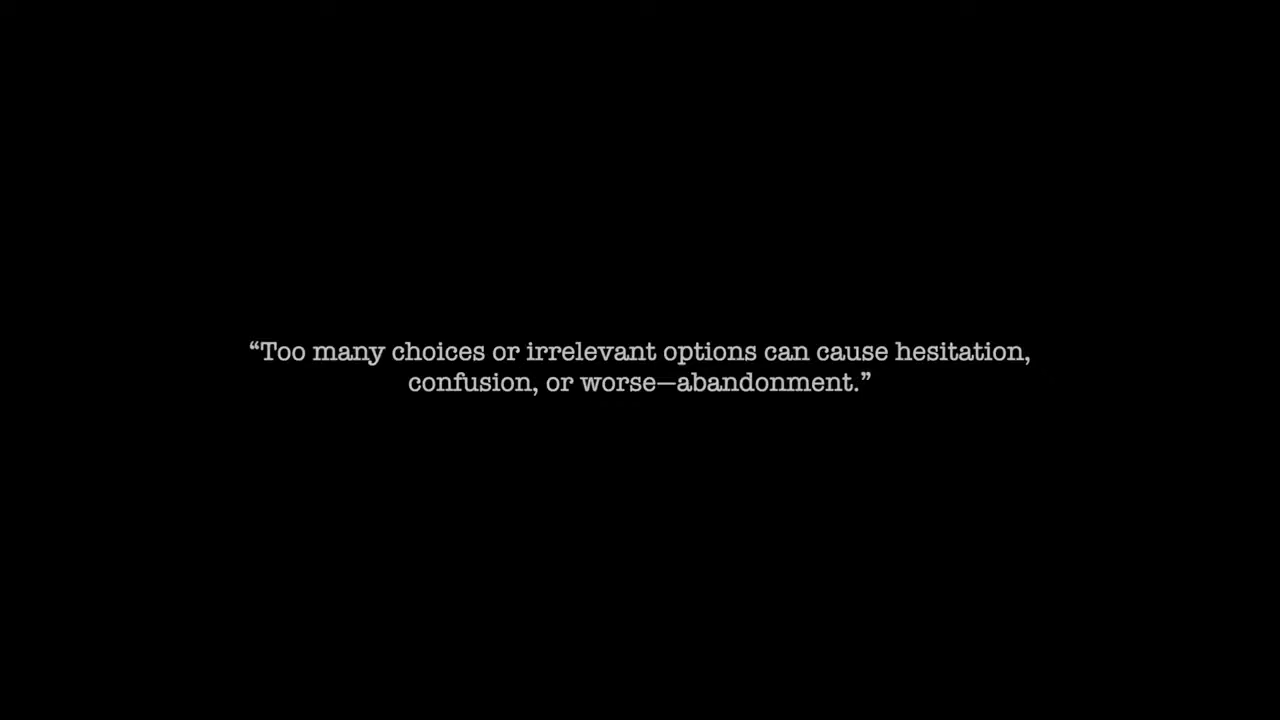 “Too many choices or irrelevant options can cause hesitation,
confusion, or worse—abandonment.”